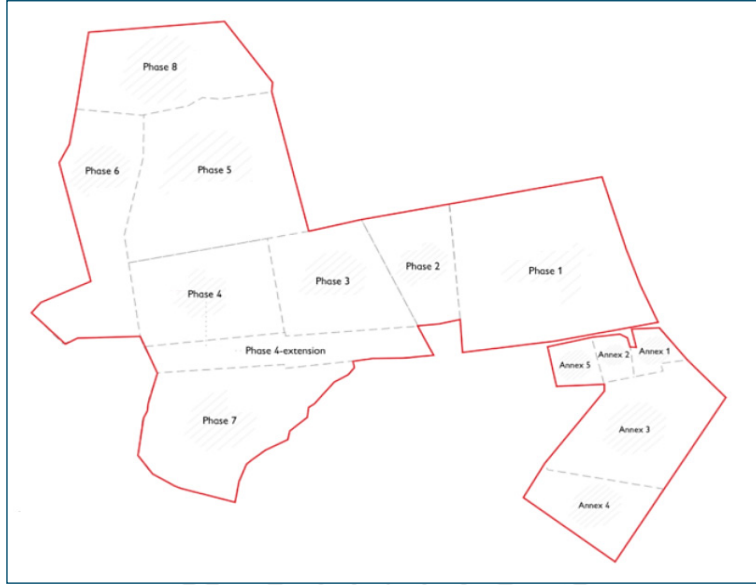 Phase 8
Phase 6
Phase 5
Phase 4
Phase 3
Phase 2
Phase 1
Phase 4-extension
Phase 7
Annex 5
Annex 2
Annex 1
Annex 3
Annex 4